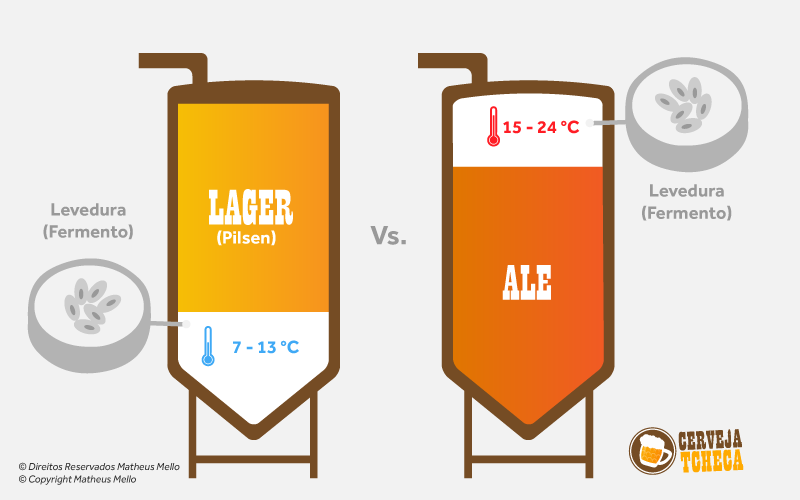 15 - 24 °C
Levedura
(Fermento)
LAGER
(Pilsen)
Levedura
(Fermento)
Vs.
ALE
7 - 13 °C
CERVEJA
TCHECA
© Direitos Reservados Matheus Mello
© Copyright Matheus Mello